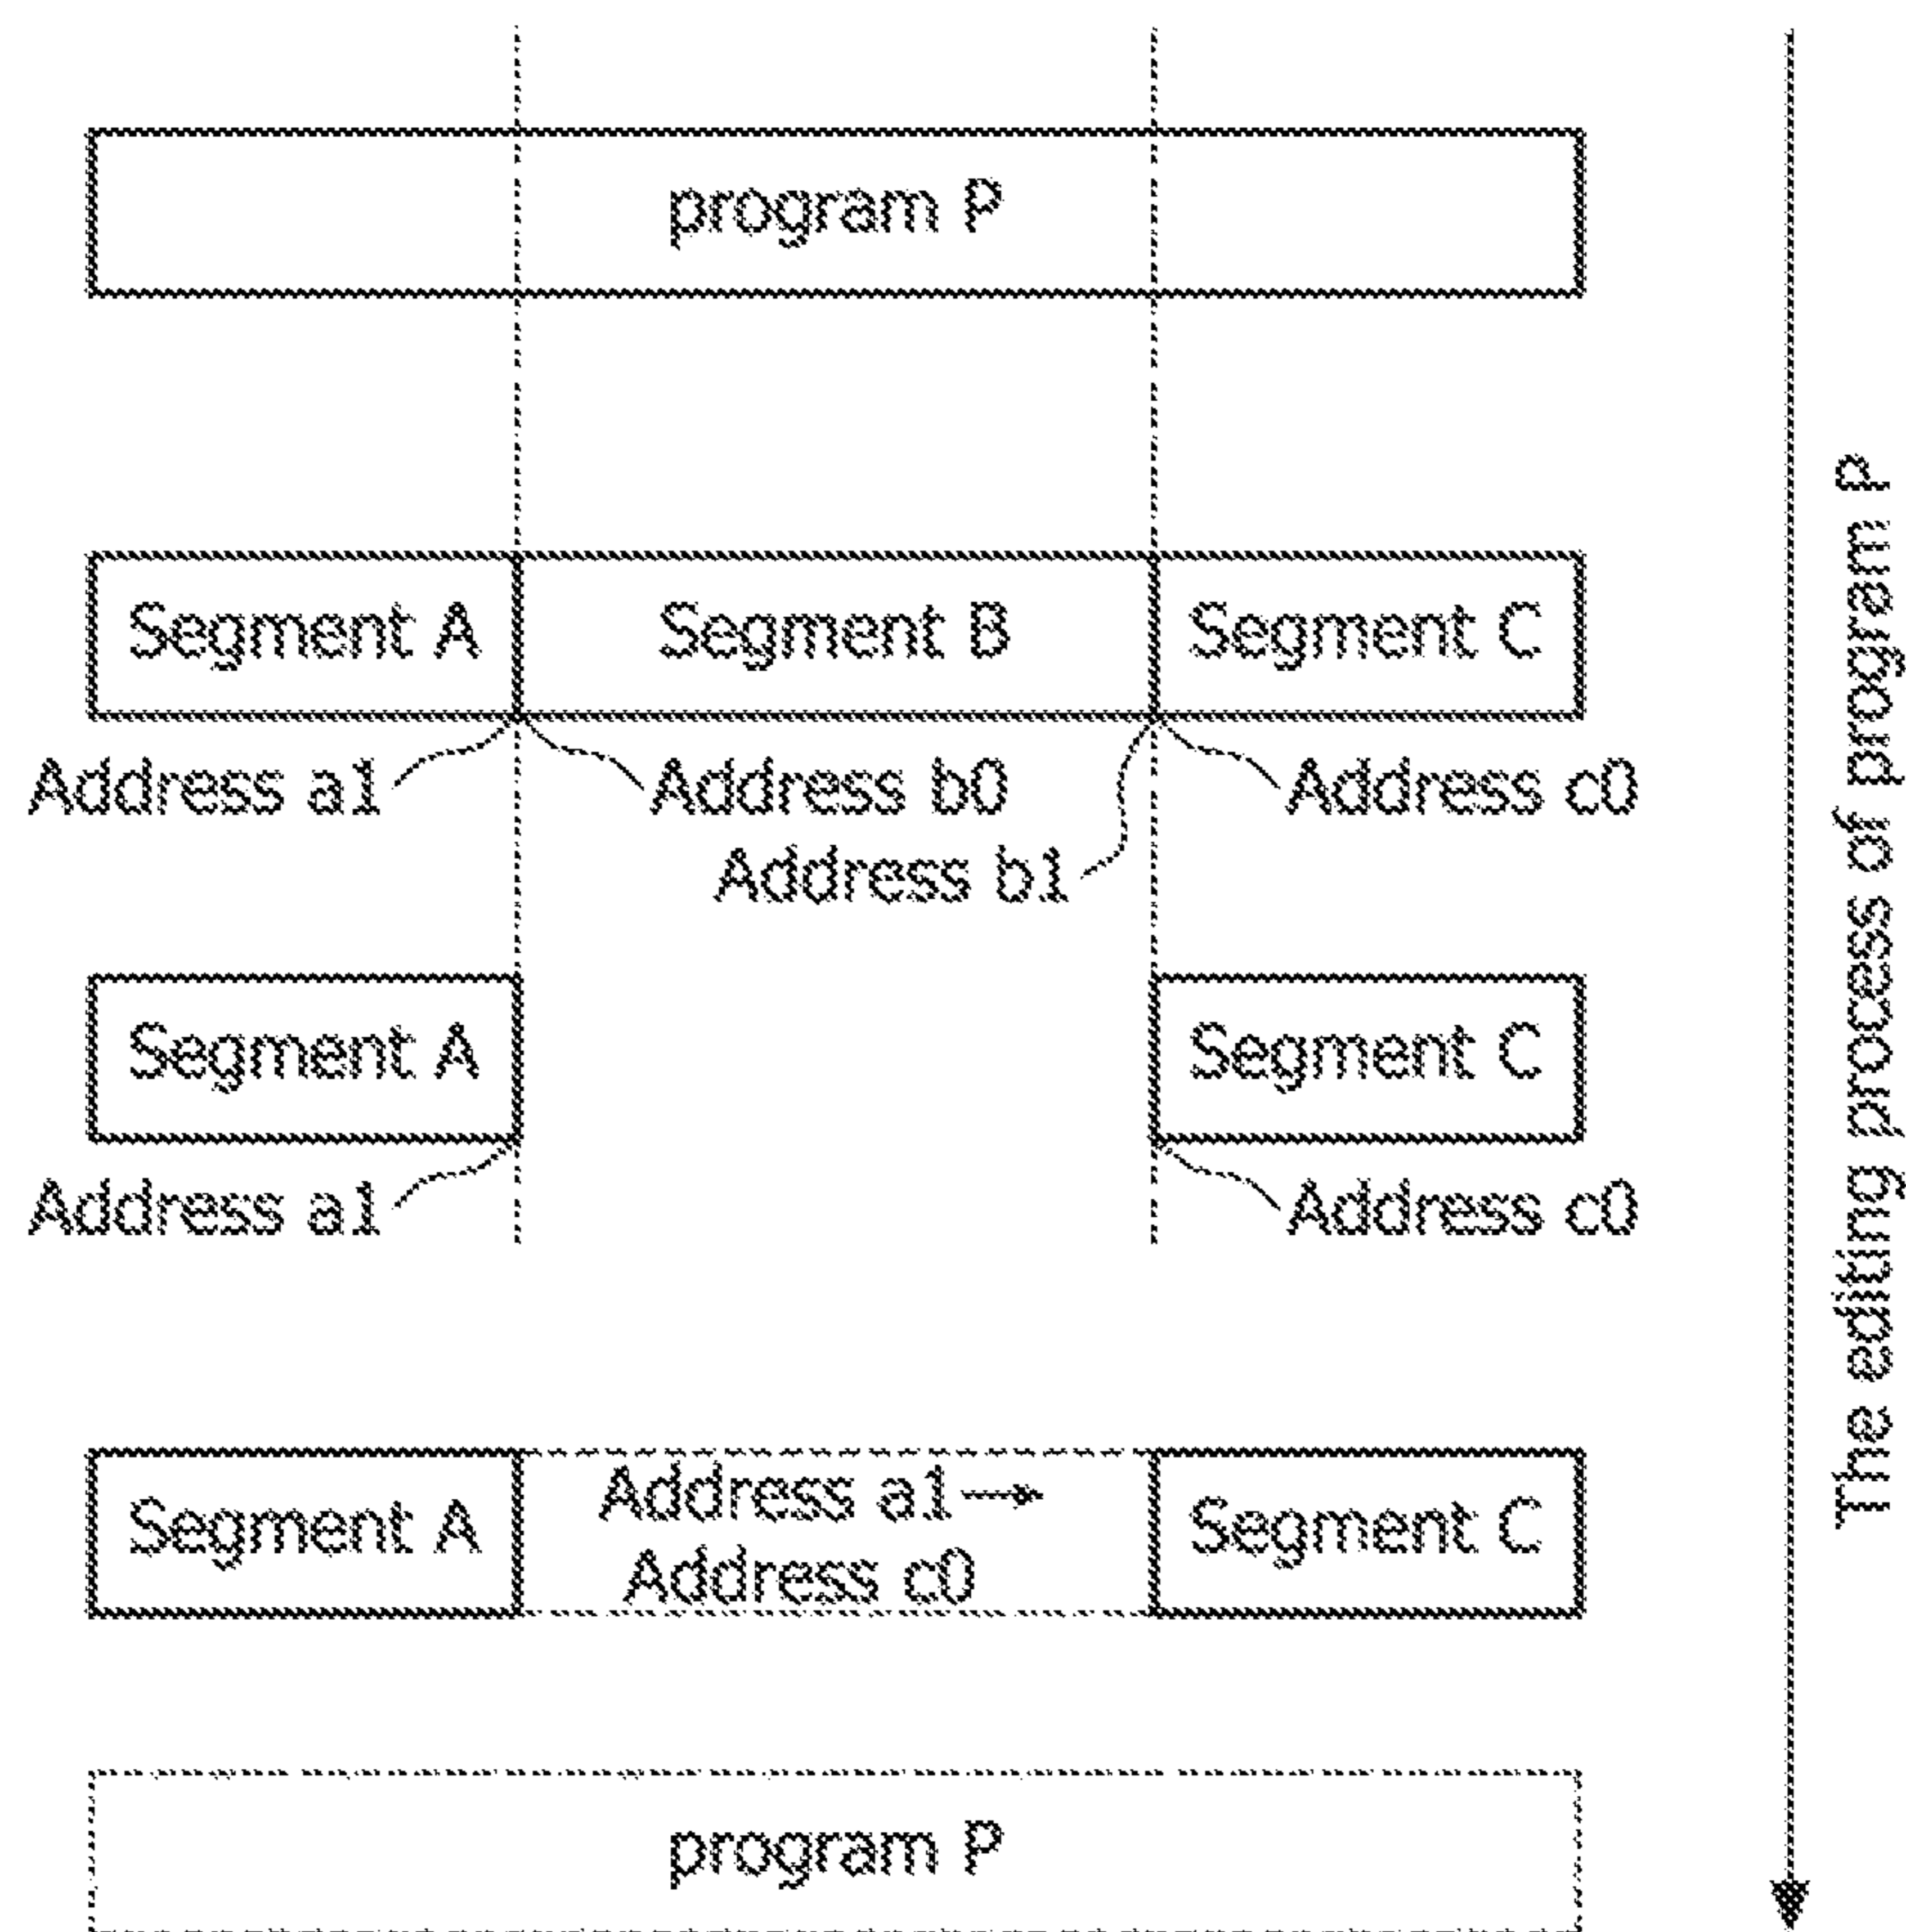 program P
Segment A Segment B Segment C
Address a1 Address b0 Address c0
Address b1
Segment A Segment C
Address a1 Address c0
Segment A Address a1→ Segment C
Address c0
program P
The editing process of program P